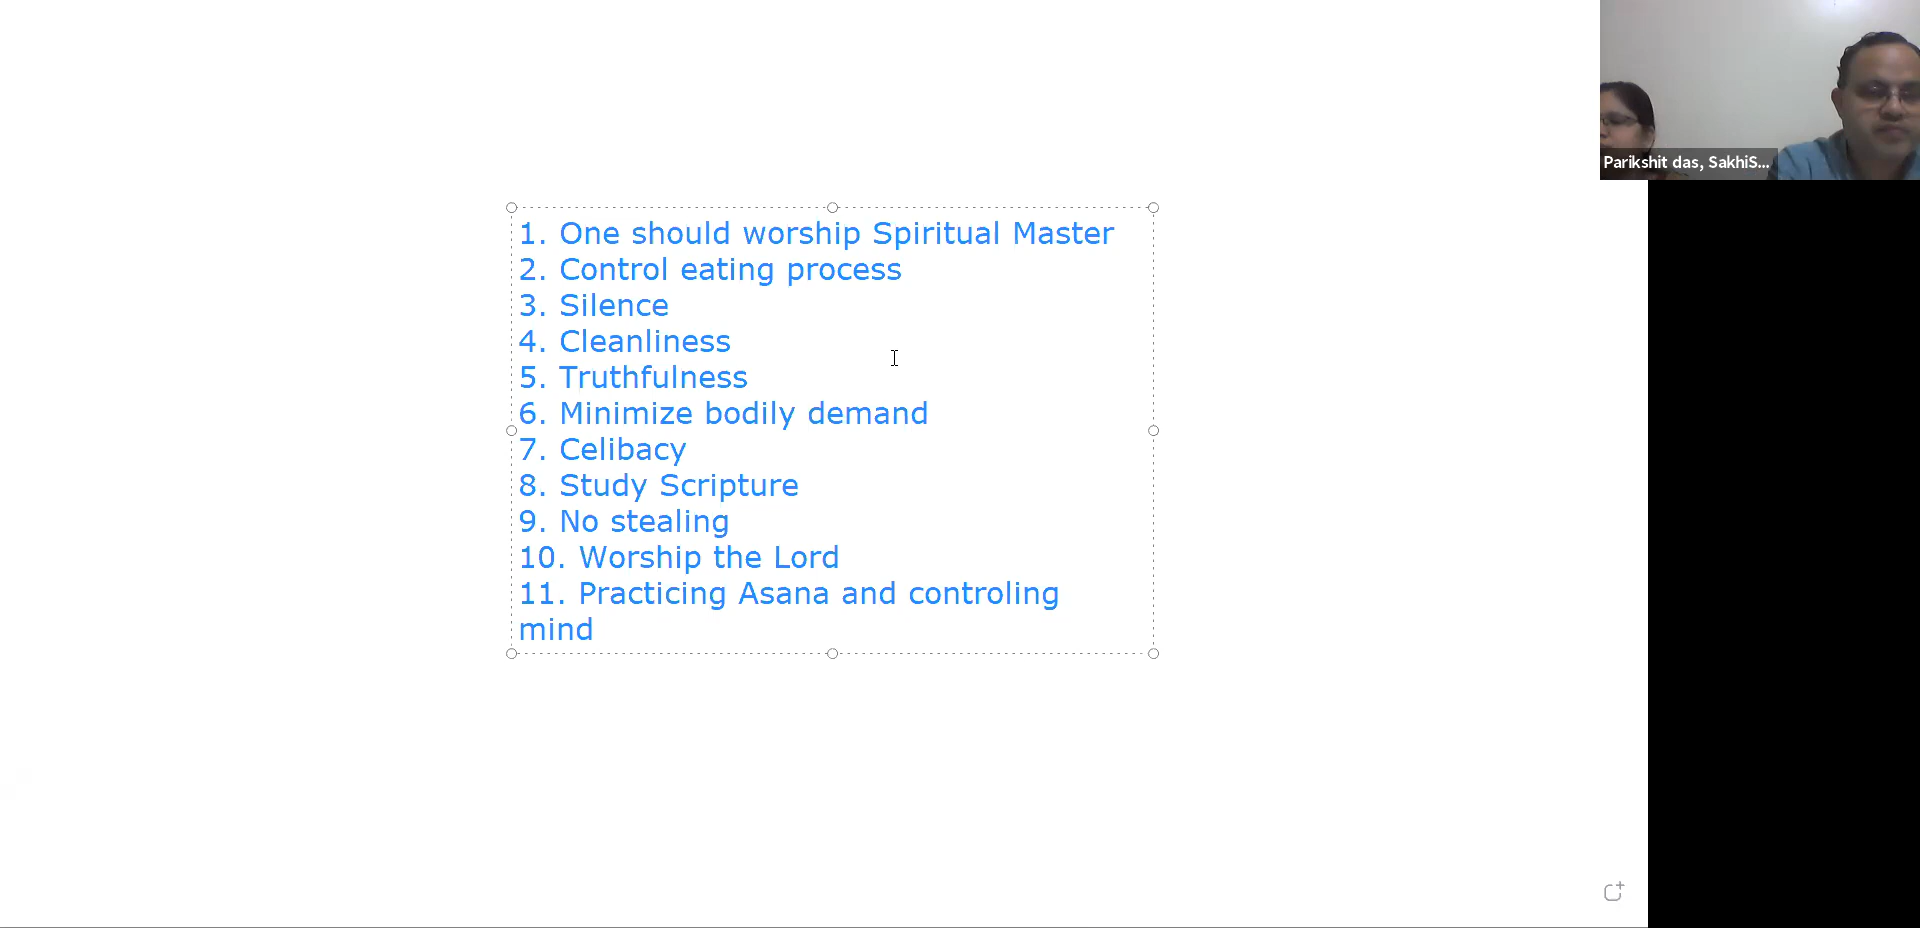 Parikshit das, SakhiS...
1. One should worship Spiritual Master
2. Control eating process
3. Silence
4. Cleanliness
5. Truthfulness
6. Minimize bodily demand
7. Celibacy
8. Study Scripture
9. No stealing
10. Worship the Lord
11. Practicing Asana and controling
mind